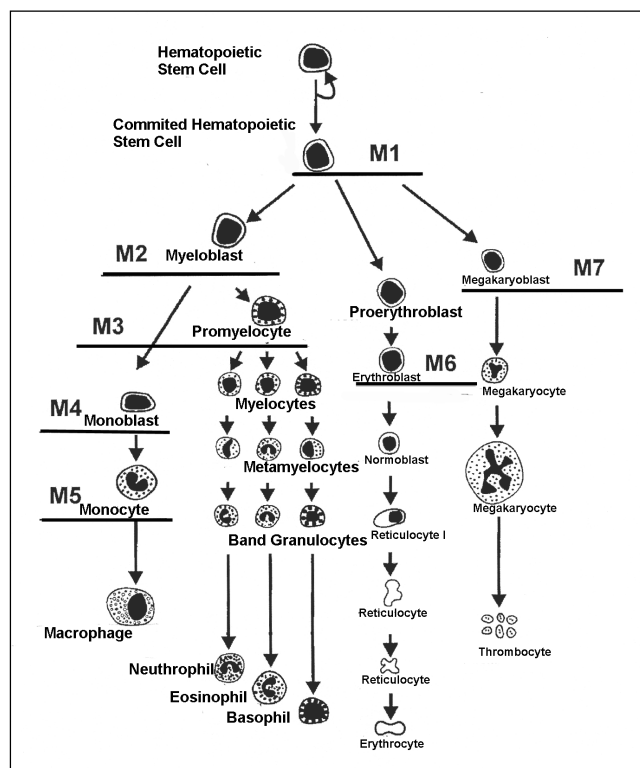 Hematopoietic
Stem Cell
Commited Hematopoietic
Stem Cell
M1
M2
Myeloblast
Megakaryoblast
M7
Proerythroblast
M3
Promyelocyte
Erythroblast
M6
Megakaryocyte
Myelocytes
M4
Monoblast
Metamyelocytes
Normoblast
M5
Monocyte
Megakaryocyte
Band Granulocytes
Reticulocyte I
Reticulocyte
Macrophage
Thrombocyte
Neuthrophil
Reticulocyte
Eosinophil
Basophil
Erythrocyte